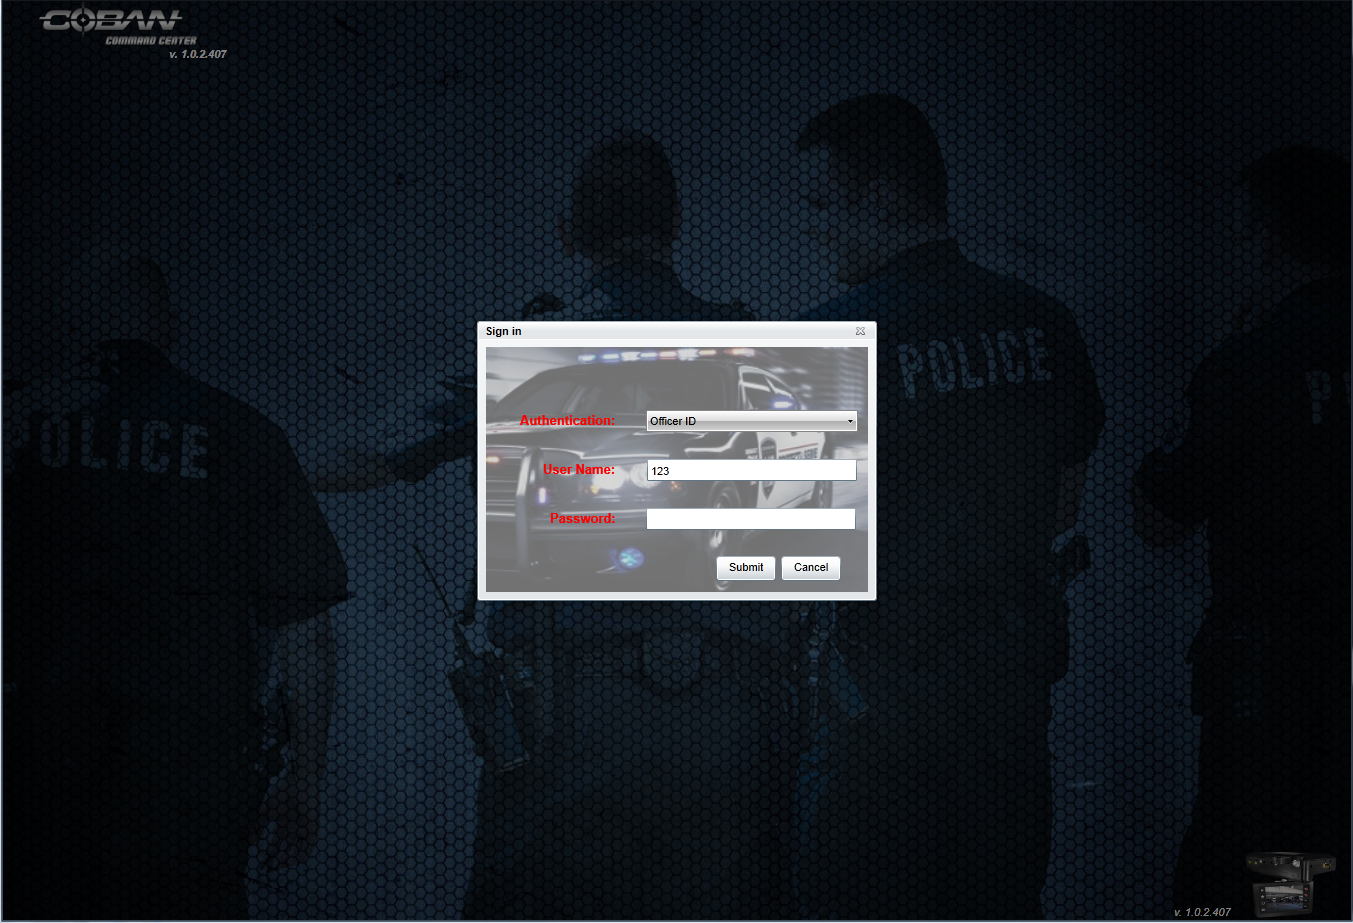 COBAN
COMMAND CENTER
v. 1.0.2.407
Sign in
Authentication:
Officer ID
User Name:
123
Password:
Submit
Cancel
POLICE
POLICE
v. 1.0.2.407